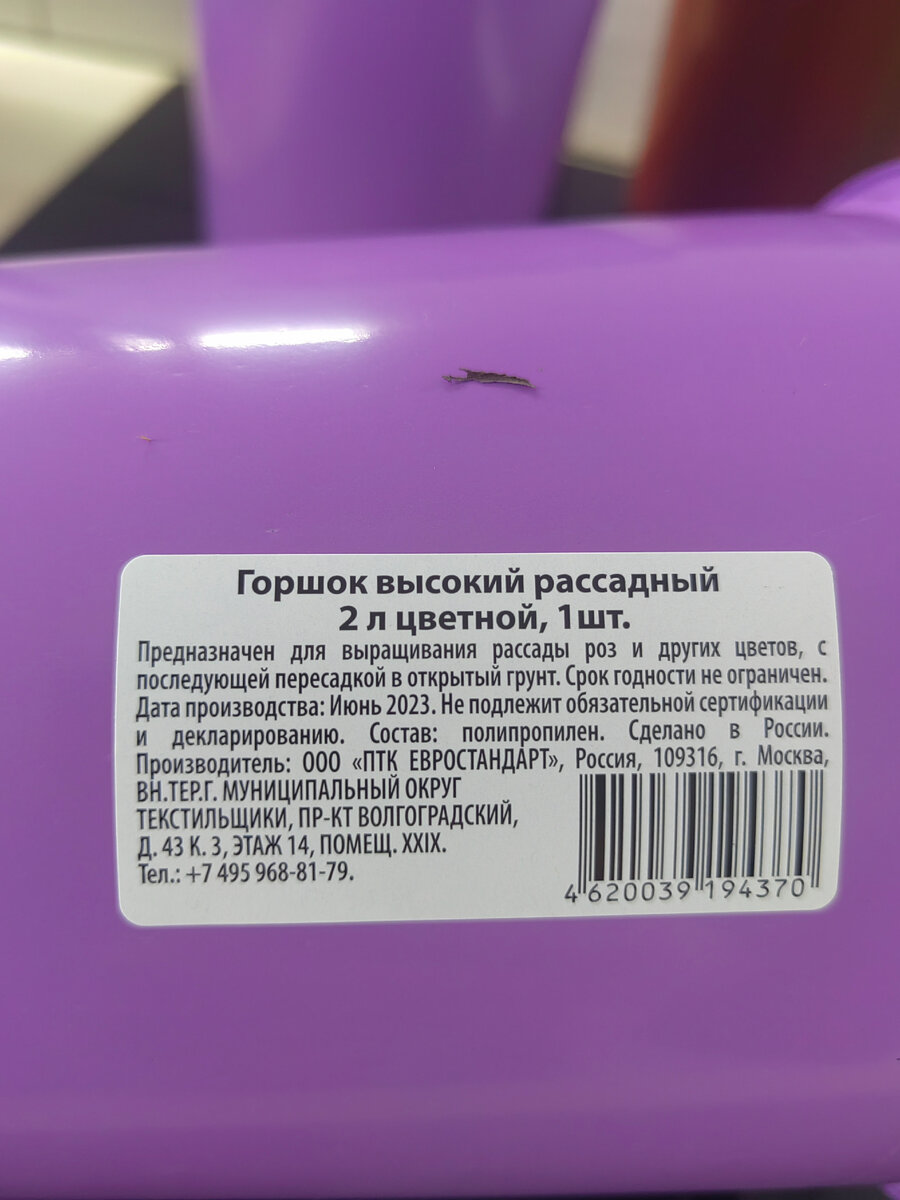 Горшок высокий рассадный
2 л цветной, 1шт.
Предназначен для выращивания рассады роз и других цветов, с
последующей пересадкой в открытый грунт. Срок годности не ограничен.
Дата производства: Июнь 2023. Не подлежит обязательной сертификации
и декларированию. Состав: полипропилен. Сделано в России.
Производитель: ООО «ПТК ЕВРОСТАНДАРТ», Россия, 109316, г. Москва,
ВН.ТЕР.Г. МУНИЦИПАЛЬНЫЙ ОКРУГ
ТЕКСТИЛЬЩИКИ, ПР-КТ ВОЛГОГРАДСКИЙ,
Д. 43 К. 3, ЭТАЖ 14, ПОМЕЩ. XXIX.
Тел.: +7 495 968-81-79.
4 620039 194370